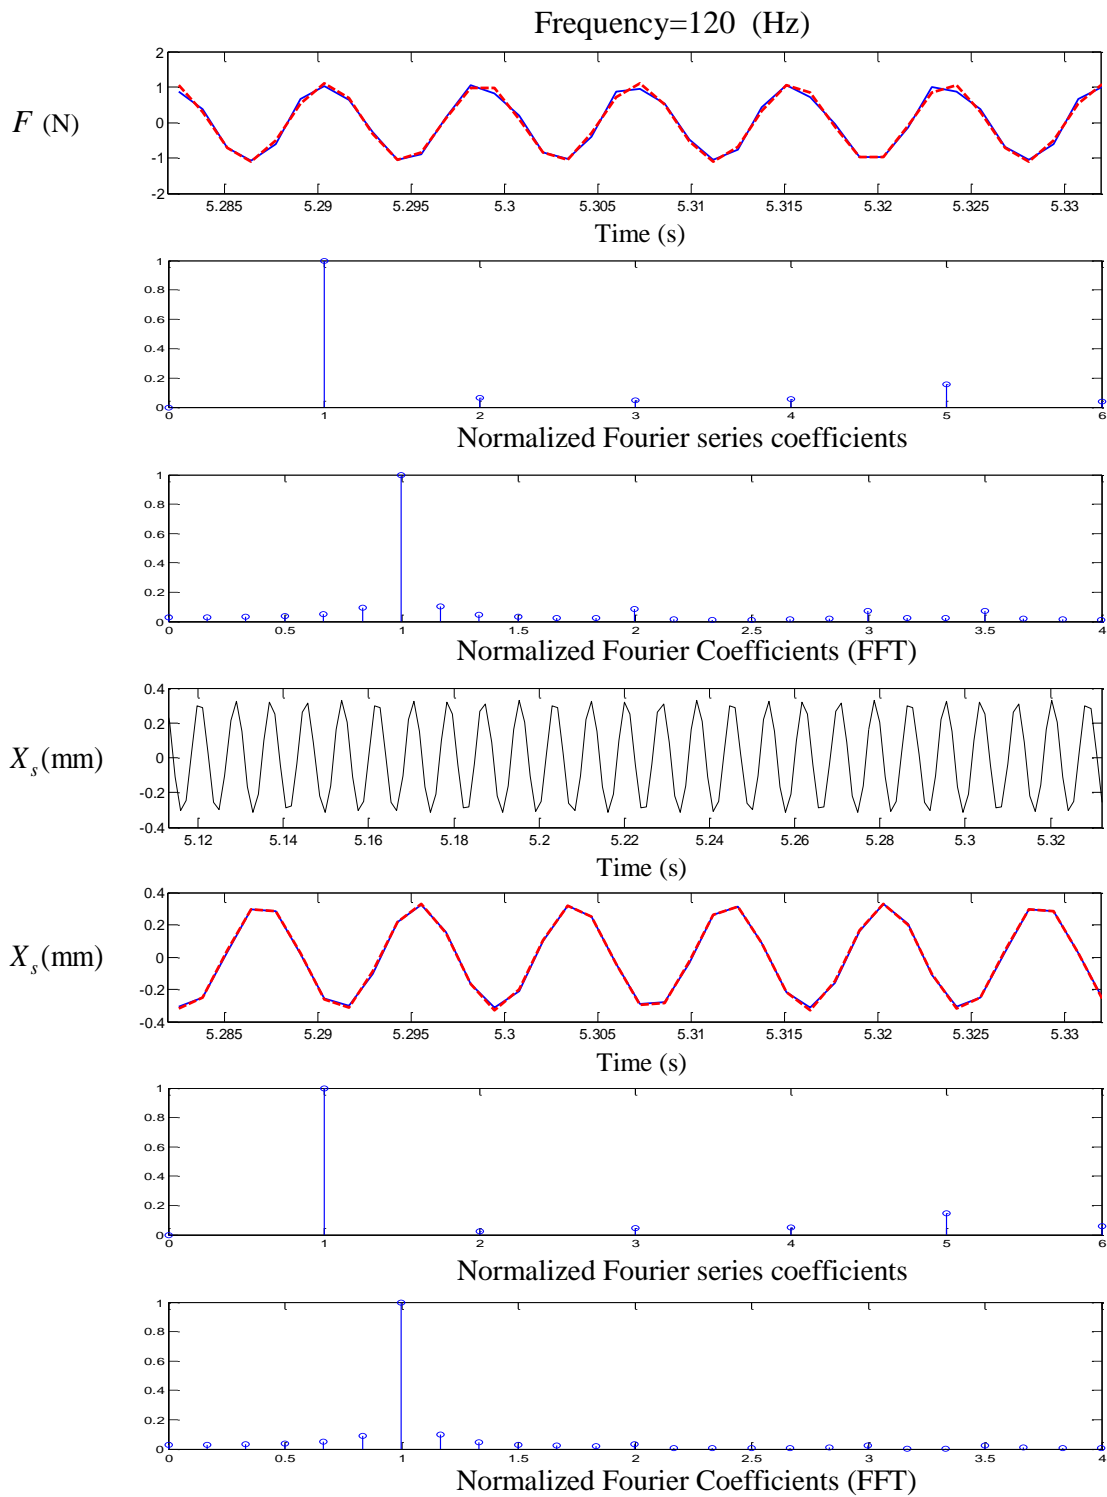 Frequency=120 (Hz)
2
1
0
-1
-2
F (N)
5.285 5.29 5.295 5.3 5.305 5.31 5.315 5.32 5.325 5.33
Time (s)
1
0.8
0.6
0.4
0.2
0
0 1 2 3 4 5 6
Normalized Fourier series coefficients
1
0.8
0.6
0.4
0.2
0
0 0.5 1 1.5 2 2.5 3 3.5 4
Normalized Fourier Coefficients (FFT)
0.4
0.2
0
-0.2
-0.4
X_s (mm)
5.12 5.14 5.16 5.18 5.2 5.22 5.24 5.26 5.28 5.3 5.32
Time (s)
0.4
0.2
0
-0.2
-0.4
X_s (mm)
5.285 5.29 5.295 5.3 5.305 5.31 5.315 5.32 5.325 5.33
Time (s)
1
0.8
0.6
0.4
0.2
0
0 1 2 3 4 5 6
Normalized Fourier series coefficients
1
0.8
0.6
0.4
0.2
0
0 0.5 1 1.5 2 2.5 3 3.5 4
Normalized Fourier Coefficients (FFT)